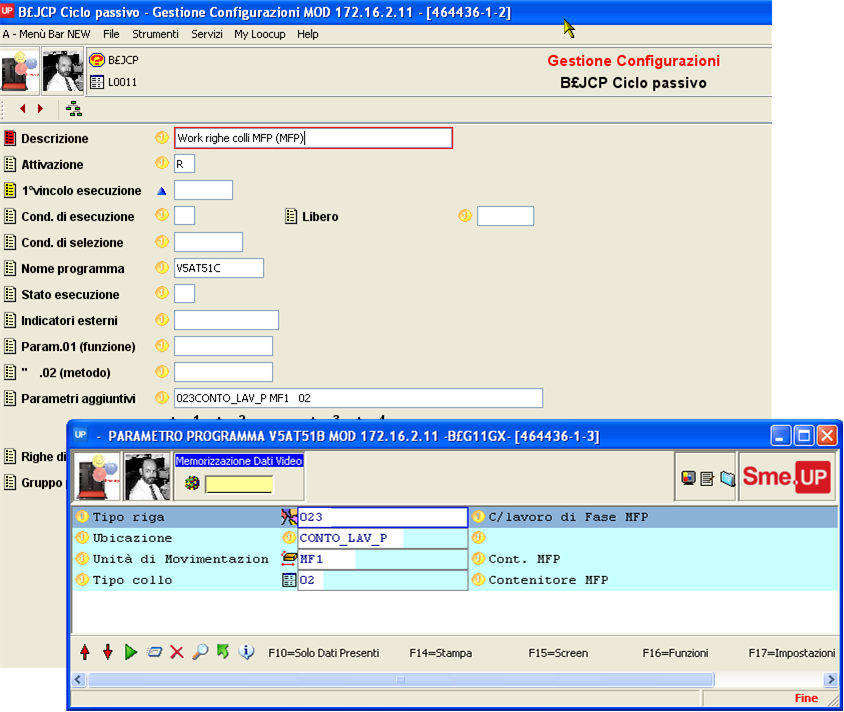 UP B£JCP Ciclo passivo - Gestione Configurazioni MOD 172.16.2.11 - [464436-1-2]
A - Menù Bar NEW File Strumenti Servizi My Loocup Help
B£JCP
L0011
Gestione Configurazioni
B£JCP Ciclo passivo
Descrizione Work righe colli MFP (MFP)
Attivazione R
1°vincolo esecuzione
Cond. di esecuzione Libero
Cond. di selezione
Nome programma V5AT51C
Stato esecuzione
Indicatori esterni
Param.01 (funzione)
" .02 (metodo)
Parametri aggiuntivi 023CONTO_LAV_P MF1 02
Righe di
Gruppo
UP - PARAMETRO PROGRAMMA V5AT51B MOD 172.16.2.11 -B£G11GX- [464436-1-3]
Memorizzazione Dati Video
Sme.UP
Tipo riga 023 C/lavoro di Fase MFP
Ubicazione CONTO_LAV_P
Unità di Movimentazion MF1 Cont. MFP
Tipo collo 02 Contenitore MFP
F10=Solo Dati Presenti F14=Stampa F15=Screen F16=Funzioni F17=Impostazioni
Fine